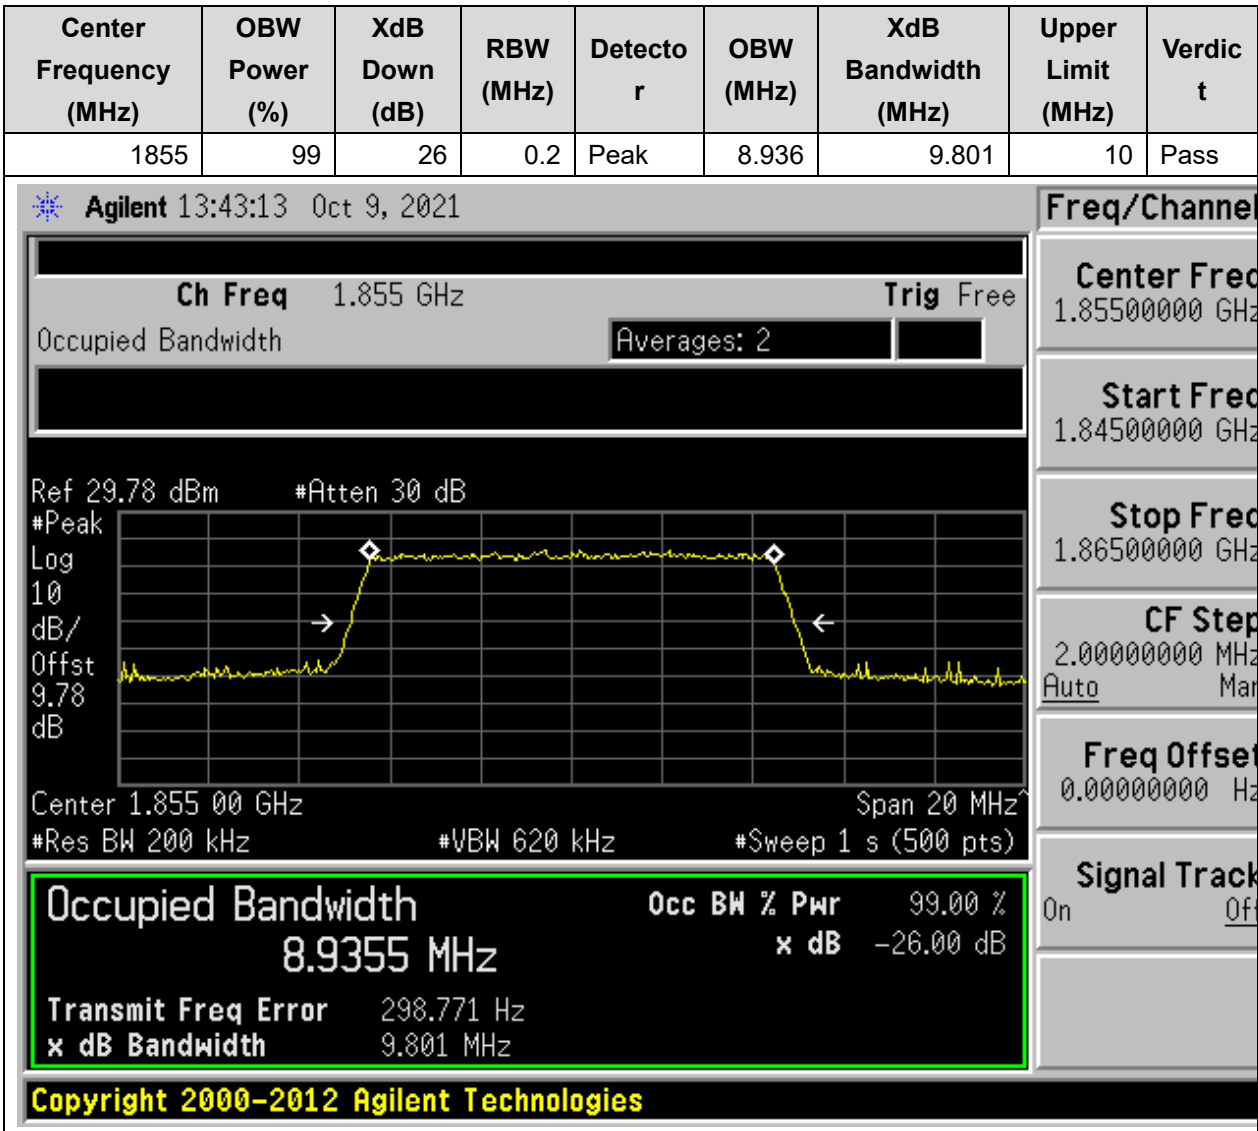 Center Frequency (MHz) OBW Power (%) XdB Down (dB) RBW (MHz) Detecto r OBW (MHz) XdB Bandwidth (MHz) Upper Limit (MHz) Verdic t
1855 99 26 0.2 Peak 8.936 9.801 10 Pass
Agilent 13:43:13 Oct 9, 2021
Freq/Channel
Ch Freq 1.855 GHz Trig Free
Occupied Bandwidth Averages: 2
Center Freq
1.85500000 GHz
Start Freq
1.84500000 GHz
Stop Freq
1.86500000 GHz
CF Step
2.00000000 MHz
Auto Man
Freq Offset
0.00000000 Hz
Signal Track
On Off
Ref 29.78 dBm #Atten 30 dB
#Peak
Log
10
dB/
Offst
9.78
dB
Center 1.855 00 GHz Span 20 MHz^
#Res BW 200 kHz #VBW 620 kHz #Sweep 1 s (500 pts)
Occupied Bandwidth Occ BW % Pwr 99.00 %
8.9355 MHz x dB -26.00 dB
Transmit Freq Error 298.771 Hz
x dB Bandwidth 9.801 MHz
Copyright 2000-2012 Agilent Technologies